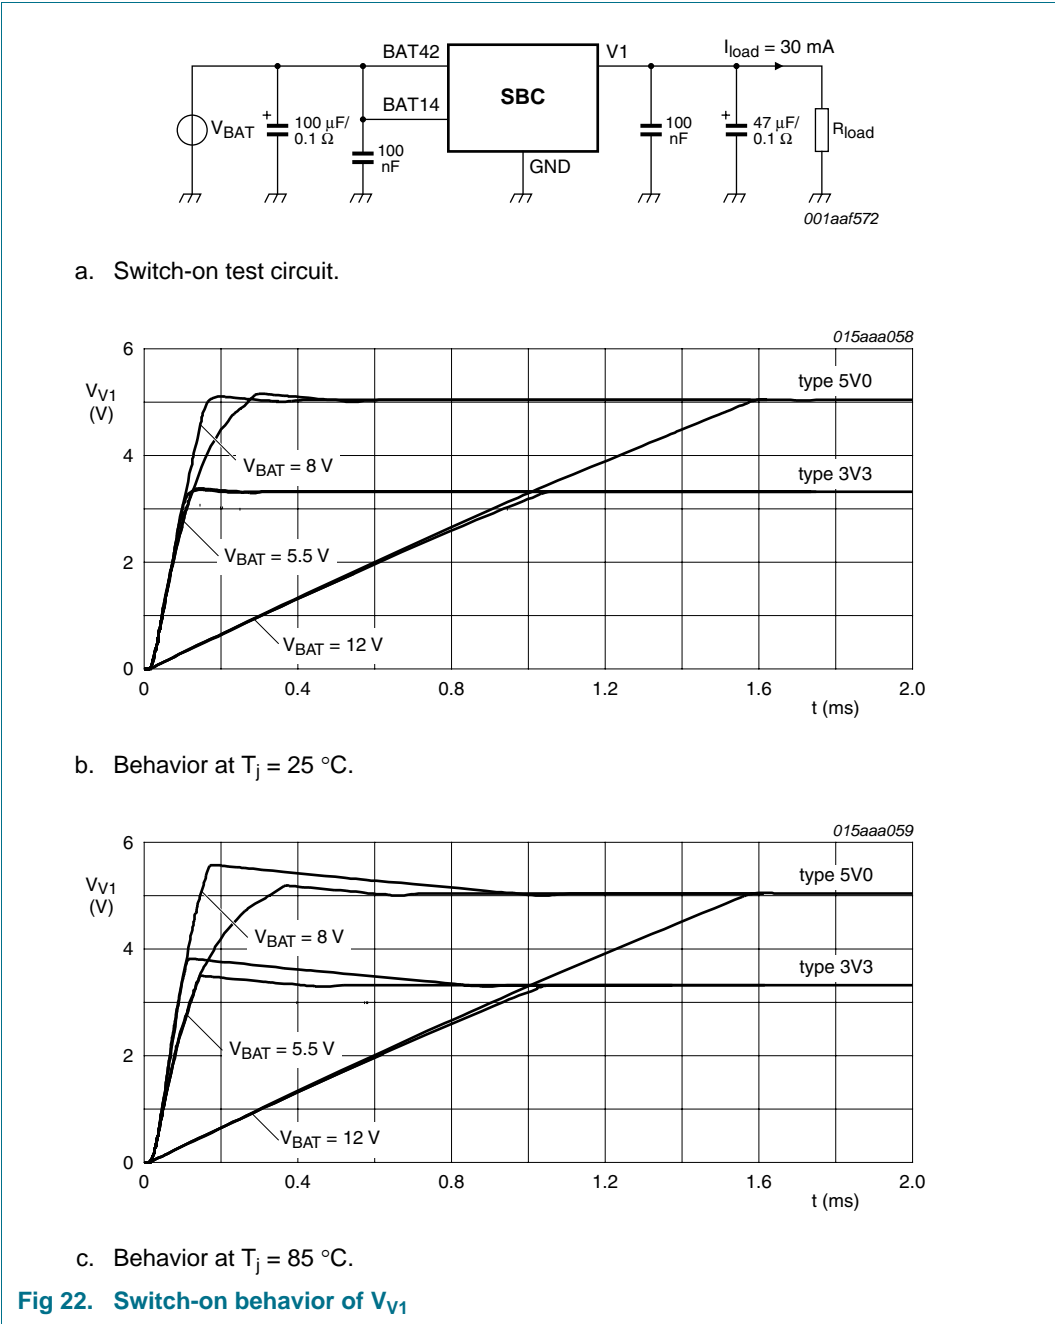 BAT42
V1
Iload = 30 mA
SBC
BAT14
VBAT
+
100 μF/
0.1 Ω
100
nF
GND
100
nF
+
47 μF/
0.1 Ω
Rload
001aaf572
a. Switch-on test circuit.
015aaa058
6
VV1
(V)
type 5V0
4
VBAT = 8 V
type 3V3
VBAT = 5.5 V
2
VBAT = 12 V
0
0 0.4 0.8 1.2 1.6 2.0
t (ms)
b. Behavior at Tj = 25 °C.
015aaa059
6
VV1
(V)
type 5V0
VBAT = 8 V
4
type 3V3
VBAT = 5.5 V
2
VBAT = 12 V
0
0 0.4 0.8 1.2 1.6 2.0
t (ms)
c. Behavior at Tj = 85 °C.
Fig 22. Switch-on behavior of VV1